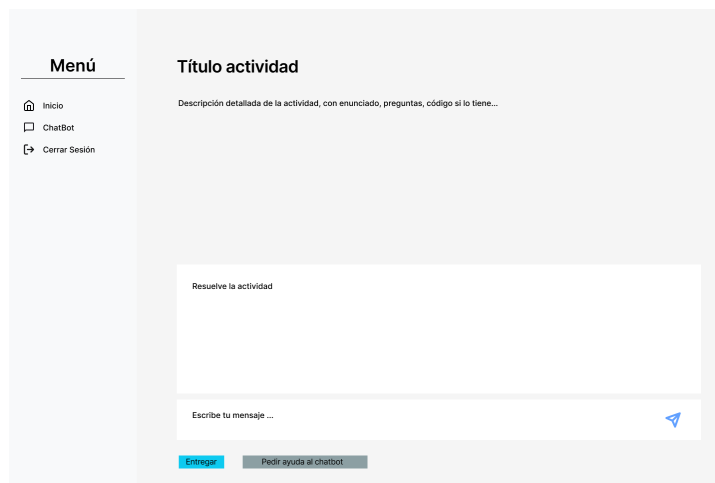 Menú
Inicio
ChatBot
Cerrar Sesión
Título actividad
Descripción detallada de la actividad, con enunciado, preguntas, código si lo tiene...
Resuelve la actividad
Escribe tu mensaje ...
Entregar
Pedir ayuda al chatbot